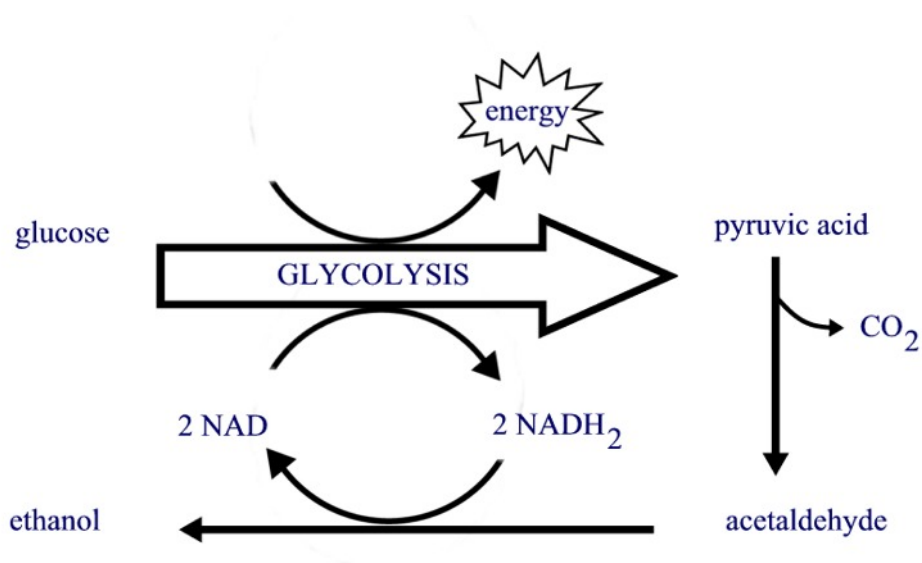 energy
glucose
pyruvic acid
GLYCOLYSIS
CO2
2 NAD
2 NADH2
ethanol
acetaldehyde